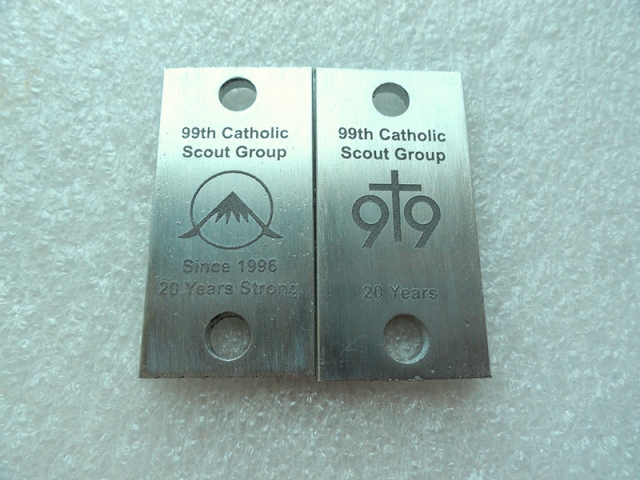 99th Catholic
Scout Group
Since 1996
20 Years Strong
99th Catholic
Scout Group
9†9
20 Years